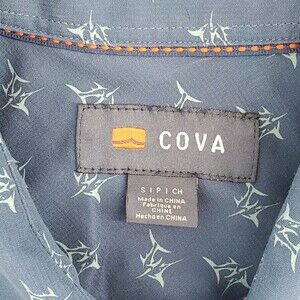 COVA
S | P | CH
Made in CHINA
Fabriqué en
CHINE
Hecho en CHINA